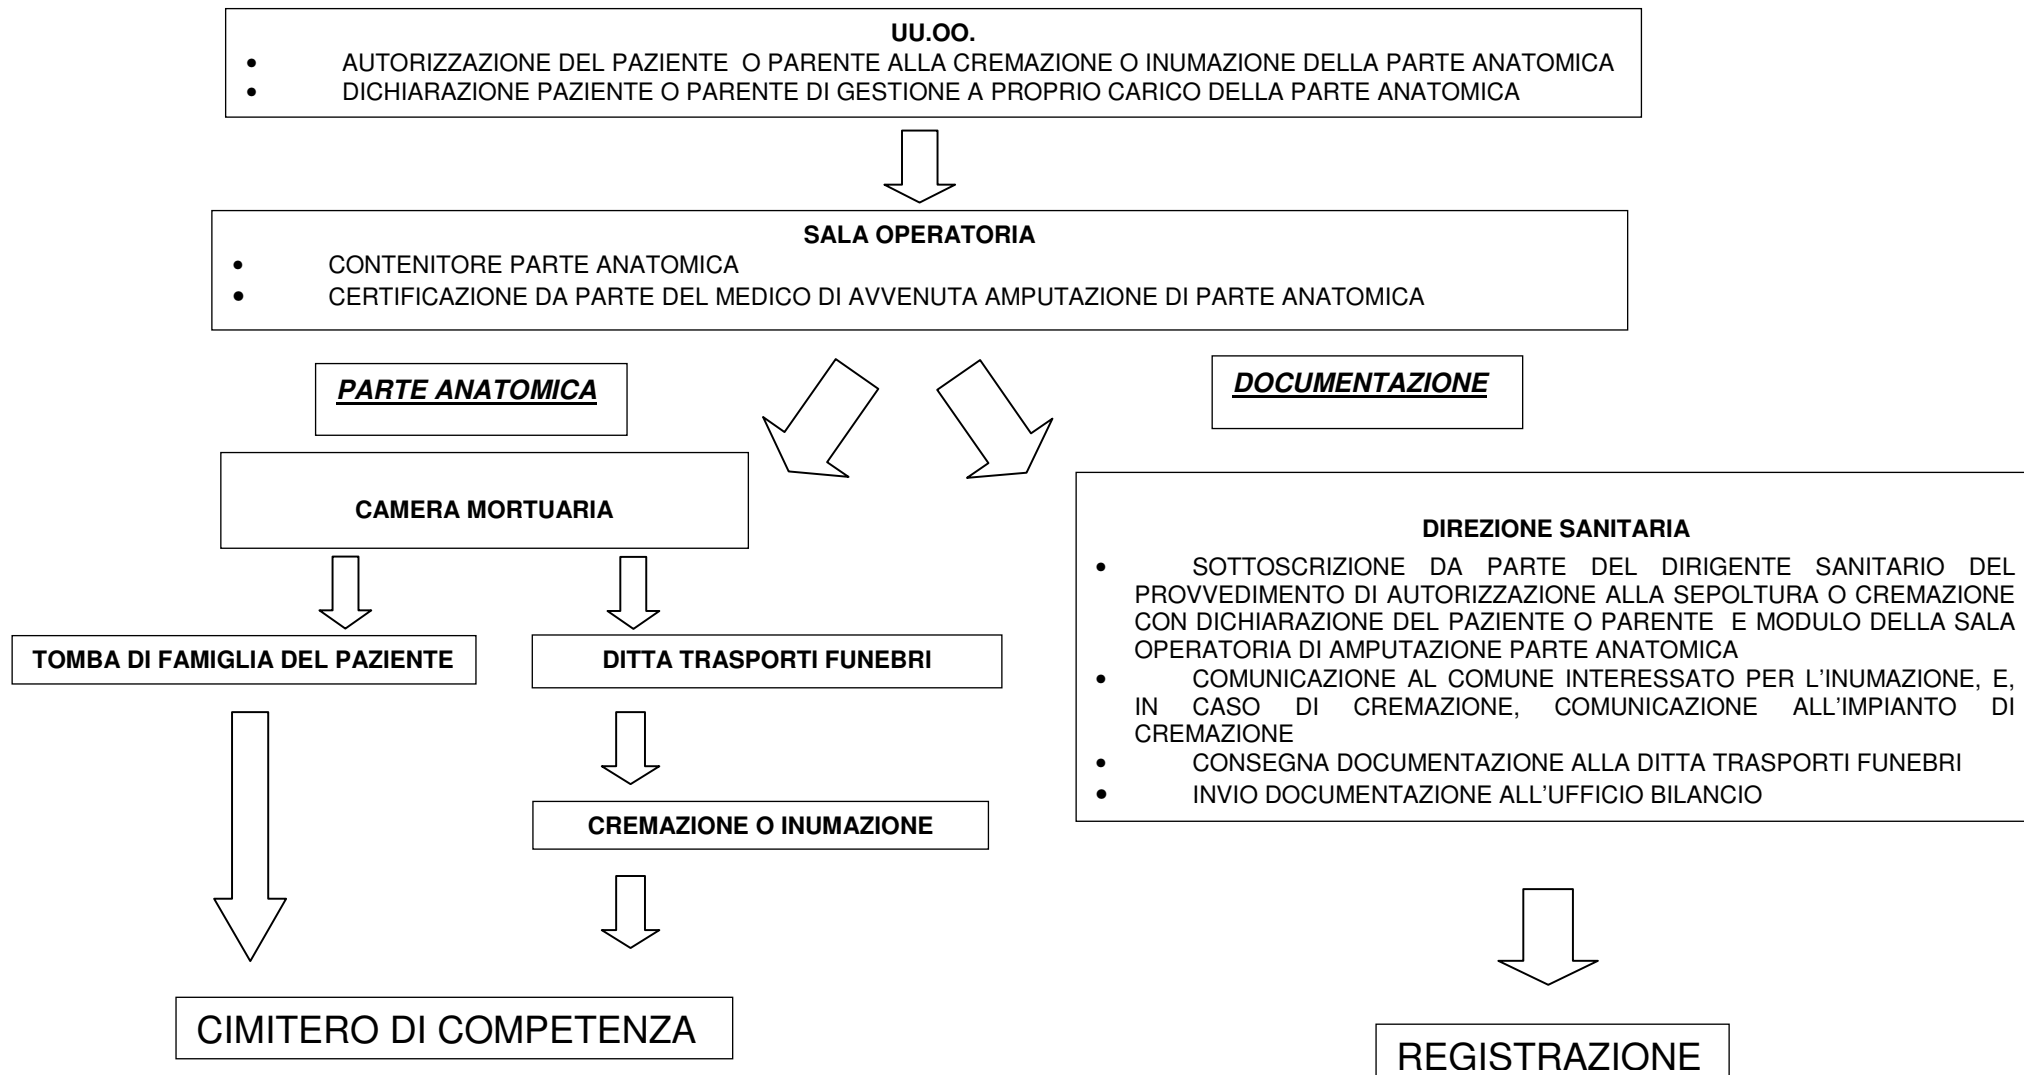 UU.OO.
• AUTORIZZAZIONE DEL PAZIENTE O PARENTE ALLA CREMAZIONE O INUMAZIONE DELLA PARTE ANATOMICA
• DICHIARAZIONE PAZIENTE O PARENTE DI GESTIONE A PROPRIO CARICO DELLA PARTE ANATOMICA
SALA OPERATORIA
• CONTENITORE PARTE ANATOMICA
• CERTIFICAZIONE DA PARTE DEL MEDICO DI AVVENUTA AMPUTAZIONE DI PARTE ANATOMICA
PARTE ANATOMICA
DOCUMENTAZIONE
CAMERA MORTUARIA
TOMBA DI FAMIGLIA DEL PAZIENTE
DITTA TRASPORTI FUNEBRI
CREMAZIONE O INUMAZIONE
CIMITERO DI COMPETENZA
DIREZIONE SANITARIA
• SOTTOSCRIZIONE DA PARTE DEL DIRIGENTE SANITARIO DEL
PROVVEDIMENTO DI AUTORIZZAZIONE ALLA SEPOLTURA O CREMAZIONE
CON DICHIARAZIONE DEL PAZIENTE O PARENTE E MODULO DELLA SALA
OPERATORIA DI AMPUTAZIONE PARTE ANATOMICA
• COMUNICAZIONE AL COMUNE INTERESSATO PER L'INUMAZIONE, E,
IN CASO DI CREMAZIONE, COMUNICAZIONE ALL'IMPIANTO DI
CREMAZIONE
• CONSEGNA DOCUMENTAZIONE ALLA DITTA TRASPORTI FUNEBRI
• INVIO DOCUMENTAZIONE ALL'UFFICIO BILANCIO
REGISTRAZIONE